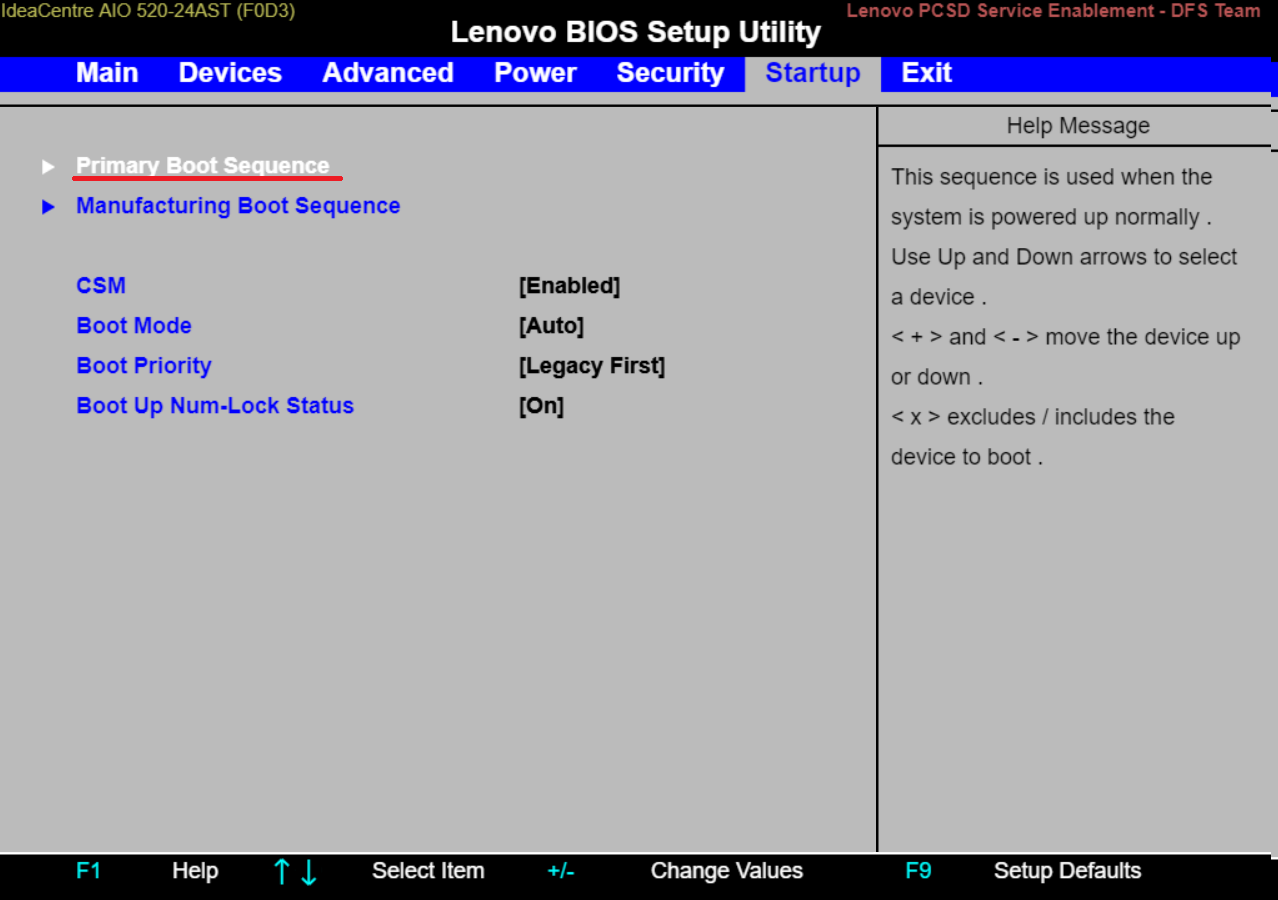 IdeaCentre AIO 520-24AST (F0D3)
Lenovo PCSD Service Enablement - DFS Team
Lenovo BIOS Setup Utility
Main Devices Advanced Power Security Startup Exit
Help Message
Primary Boot Sequence
Manufacturing Boot Sequence
CSM [Enabled]
Boot Mode [Auto]
Boot Priority [Legacy First]
Boot Up Num-Lock Status [On]
This sequence is used when the
system is powered up normally .
Use Up and Down arrows to select
a device .
< + > and < - > move the device up
or down .
< x > excludes / includes the
device to boot .
F1 Help ↑ ↓ Select Item +/- Change Values F9 Setup Defaults